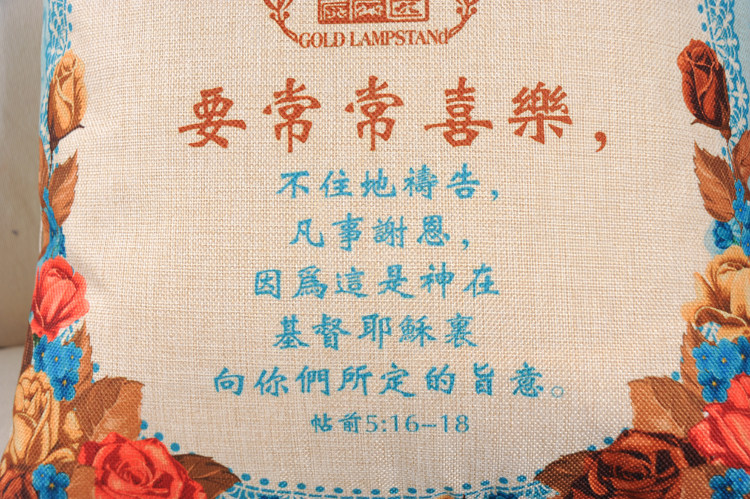 GOLD LAMPSTANd
要常常喜樂，
不住地禱告，
凡事謝恩，
因爲這是神在
基督耶穌裏
向你們所定的旨意。
帖前5:16-18